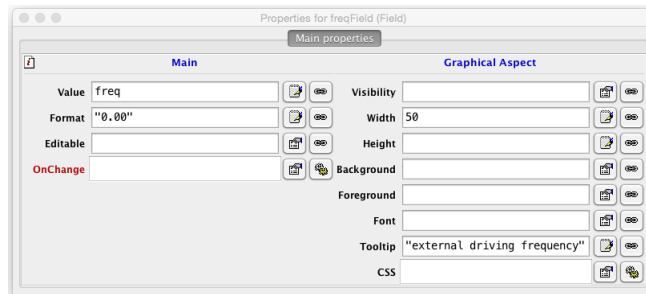 Properties for freqField (Field)
Main properties
Main
Graphical Aspect
Value freq
Format "0.00"
Editable
OnChange
Visibility
Width 50
Height
Background
Foreground
Font
Tooltip "external driving frequency"
CSS